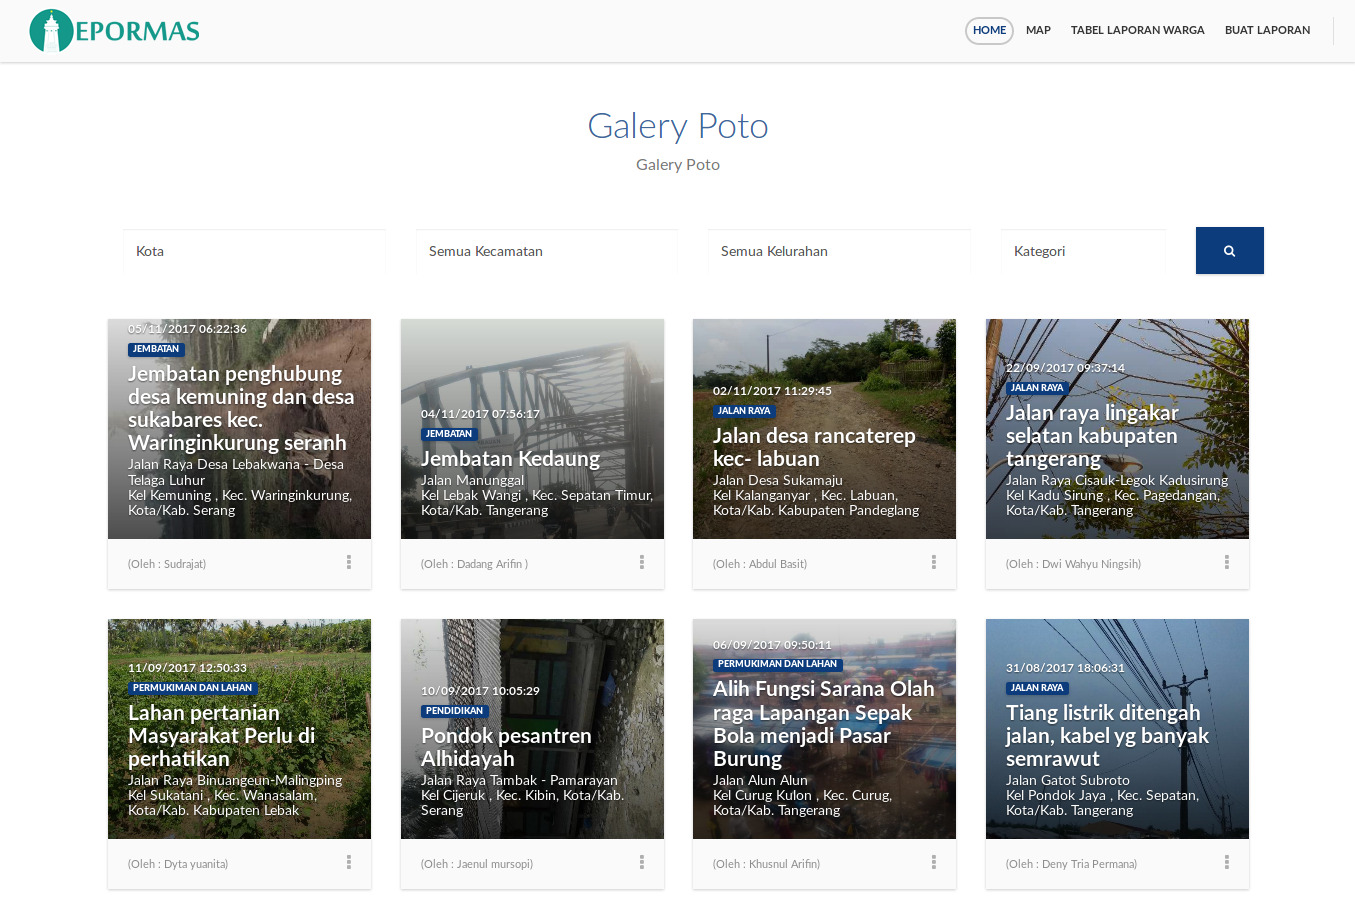 EPORMAS
HOME MAP TABEL LAPORAN WARGA BUAT LAPORAN
Galery Poto
Galery Poto
Kota Semua Kecamatan Semua Kelurahan Kategori
05/11/2017 06:22:36
JEMBATAN
Jembatan penghubung
desa kemuning dan desa
sukabares kec.
Waringinkurung seranh
Jalan Raya Desa Lebakwana - Desa
Telaga Luhur
Kel Kemuning , Kec. Waringinkurung,
Kota/Kab. Serang
(Oleh : Sudrajat)
04/11/2017 07:56:17
JEMBATAN
Jembatan Kedaung
Jalan Manunggal
Kel Lebak Wangi , Kec. Sepatan Timur,
Kota/Kab. Tangerang
(Oleh : Dadang Arifin )
02/11/2017 11:29:45
JALAN RAYA
Jalan desa rancaterep
kec- labuan
Jalan Desa Sukamaju
Kel Kalanganyar , Kec. Labuan,
Kota/Kab. Kabupaten Pandeglang
(Oleh : Abdul Basit)
22/09/2017 09:37:14
JALAN RAYA
Jalan raya lingakar
selatan kabupaten
tangerang
Jalan Raya Cisauk-Legok Kadusirung
Kel Kadu Sirung , Kec. Pagedangan,
Kota/Kab. Tangerang
(Oleh : Dwi Wahyu Ningsih)
11/09/2017 12:50:33
PERMUKIMAN DAN LAHAN
Lahan pertanian
Masyarakat Perlu di
perhatikan
Jalan Raya Binuangeun-Malingping
Kel Sukatani , Kec. Wanasalam,
Kota/Kab. Kabupaten Lebak
(Oleh : Dyta yuanita)
10/09/2017 10:05:29
PENDIDIKAN
Pondok pesantren
Alhidayah
Jalan Raya Tambak - Pamarayan
Kel Cijeruk , Kec. Kibin, Kota/Kab.
Serang
(Oleh : Jaenul mursopi)
06/09/2017 09:50:11
PERMUKIMAN DAN LAHAN
Alih Fungsi Sarana Olah
raga Lapangan Sepak
Bola menjadi Pasar
Burung
Jalan Alun Alun
Kel Curug Kulon , Kec. Curug,
Kota/Kab. Tangerang
(Oleh : Khusnul Arifin)
31/08/2017 18:06:31
JALAN RAYA
Tiang listrik ditengah
jalan, kabel yg banyak
semrawut
Jalan Gatot Subroto
Kel Pondok Jaya , Kec. Sepatan,
Kota/Kab. Tangerang
(Oleh : Deny Tria Permana)